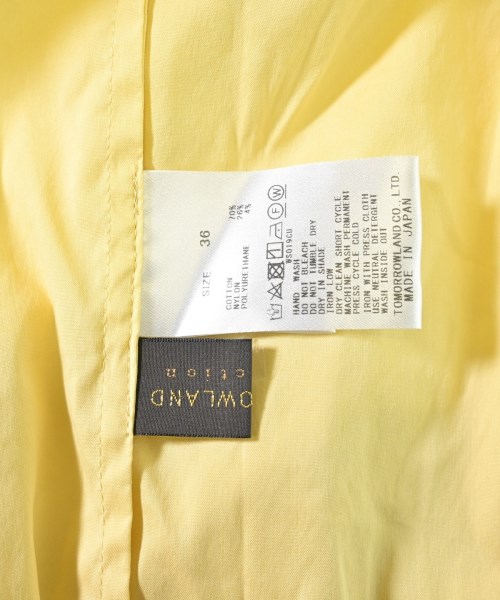 SIZE 36
COTTON 70%
NYLON 26%
POLYURETHANE 4%
WS019CU
HAND WASH
DO NOT BLEACH
DO NOT TUMBLE DRY
DRY IN SHADE
IRON LOW
DRY CLEAN SHORT CYCLE
MACHINE WASH PERMANENT
PRESS CYCLE COLD
IRON WITH PRESS CLOTH
USE NEUTRAL DETERGENT
WASH INSIDE OUT
TOMORROWLAND CO., LTD.
MADE IN JAPAN
OWLAND
ction